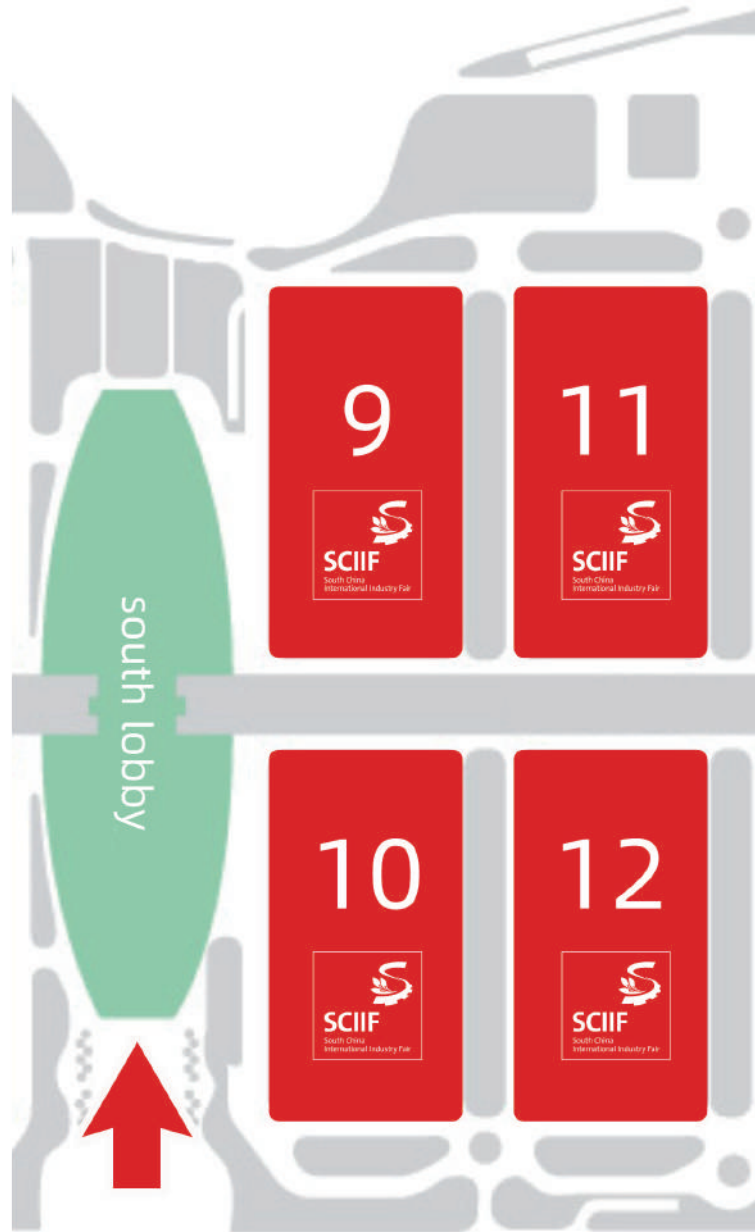 9
SCIIF
South China
International Industry Fair
11
SCIIF
South China
International Industry Fair
south lobby
10
SCIIF
South China
International Industry Fair
12
SCIIF
South China
International Industry Fair